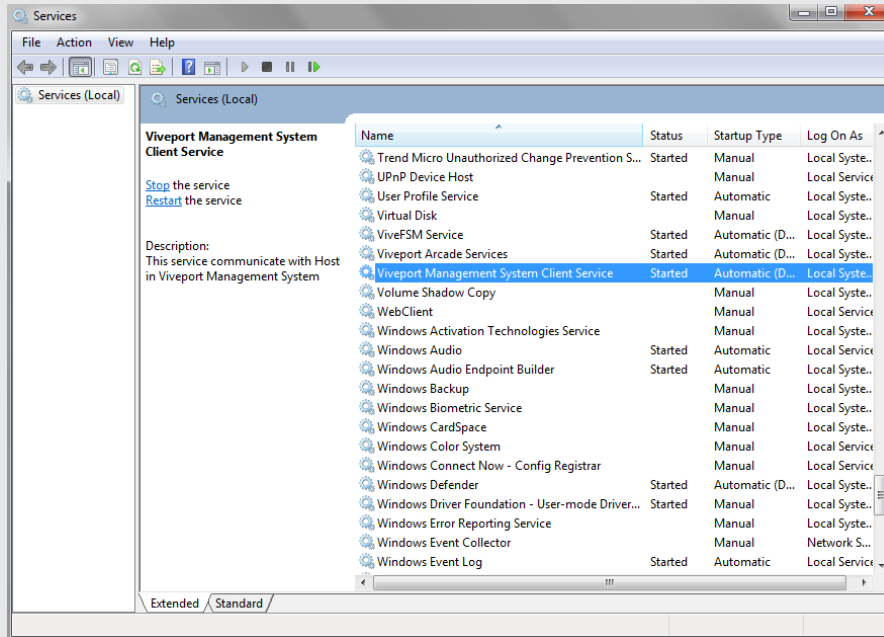 Services
File Action View Help
Services (Local)
Services (Local)
Viveport Management System
Client Service
Stop the service
Restart the service
Description:
This service communicate with Host
in Viveport Management System
Name Status Startup Type Log On As
Trend Micro Unauthorized Change Prevention S... Started Manual Local Syste..
UPnP Device Host Manual Local Service
User Profile Service Started Automatic Local Syste..
Virtual Disk Manual Local Syste..
ViveFSM Service Started Automatic (D... Local Syste..
Viveport Arcade Services Started Automatic (D... Local Syste..
Viveport Management System Client Service Started Automatic (D... Local Syste..
Volume Shadow Copy Manual Local Syste..
WebClient Manual Local Service
Windows Activation Technologies Service Manual Local Syste..
Windows Audio Started Automatic Local Service
Windows Audio Endpoint Builder Started Automatic Local Syste..
Windows Backup Manual Local Syste..
Windows Biometric Service Manual Local Syste..
Windows CardSpace Manual Local Syste..
Windows Color System Manual Local Service
Windows Connect Now - Config Registrar Manual Local Service
Windows Defender Started Automatic (D... Local Syste..
Windows Driver Foundation - User-mode Driver... Started Manual Local Syste..
Windows Error Reporting Service Manual Local Syste..
Windows Event Collector Manual Network S...
Windows Event Log Started Automatic Local Service
Extended Standard